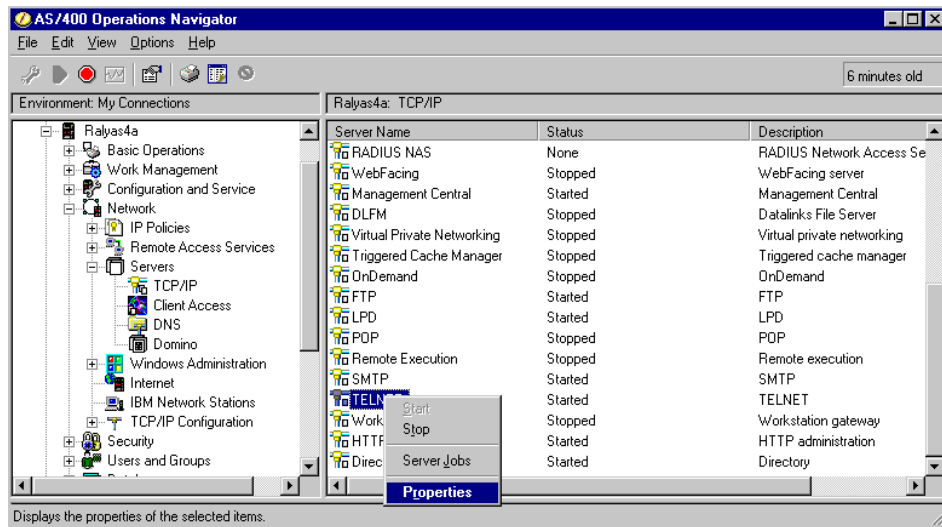 AS/400 Operations Navigator
File Edit View Options Help
6 minutes old
Environment: My Connections
Ralyas4a: TCP/IP
Ralyas4a
Basic Operations
Work Management
Configuration and Service
Network
IP Policies
Remote Access Services
Servers
TCP/IP
Client Access
DNS
Domino
Windows Administration
Internet
IBM Network Stations
TCP/IP Configuration
Security
Users and Groups
Server Name Status Description
RADIUS NAS None RADIUS Network Access Se
WebFacing Stopped WebFacing server
Management Central Started Management Central
DLFM Stopped Datalinks File Server
Virtual Private Networking Stopped Virtual private networking
Triggered Cache Manager Stopped Triggered cache manager
OnDemand Stopped OnDemand
FTP Started FTP
LPD Started LPD
POP Stopped POP
Remote Execution Stopped Remote execution
SMTP Started SMTP
TELN Started TELNET
Work Stopped Workstation gateway
HTTP Started HTTP administration
Direc Started Directory
Start
Stop
Server Jobs
Properties
Displays the properties of the selected items.